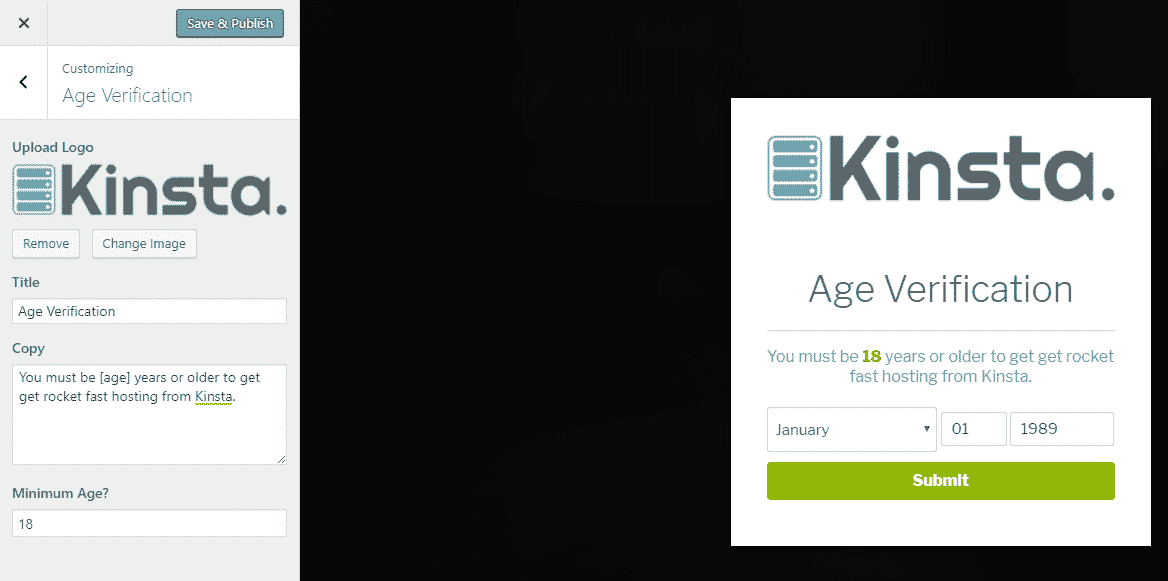 Save & Publish
Customizing
Age Verification
Upload Logo
Kinsta.
Remove
Change Image
Title
Age Verification
Copy
You must be [age] years or older to get
get rocket fast hosting from Kinsta.
Minimum Age?
18
Kinsta.
Age Verification
You must be 18 years or older to get get rocket
fast hosting from Kinsta.
January
01
1989
Submit